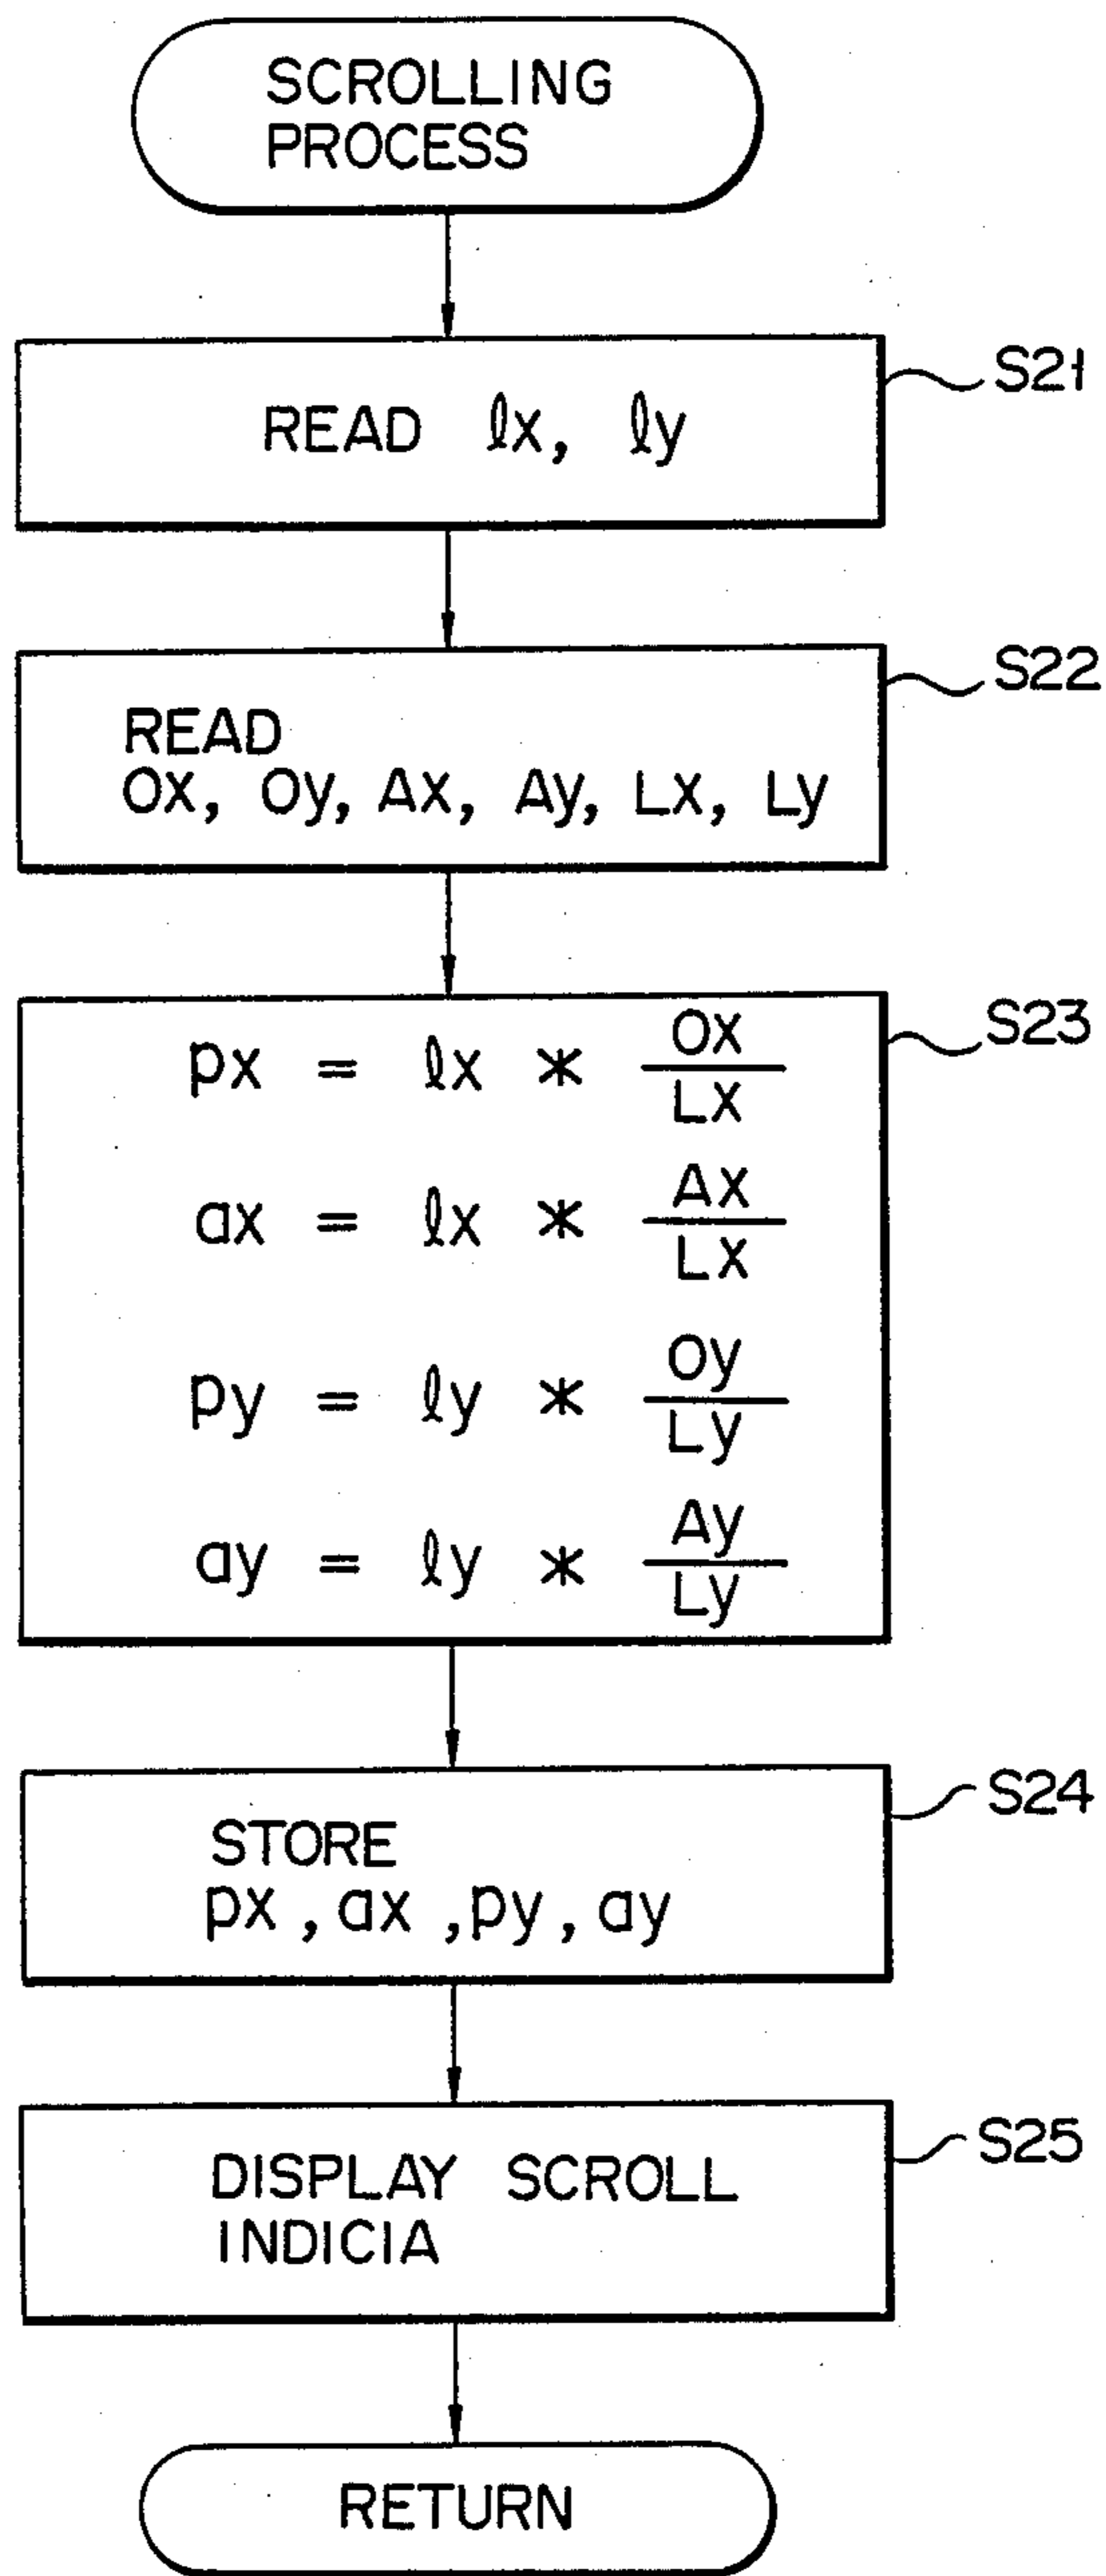 SCROLLING
PROCESS
S21
READ ℓx, ℓy
S22
READ
Ox, Oy, Ax, Ay, Lx, Ly
S23
px = ℓx * Ox/Lx
ax = ℓx * Ax/Lx
py = ℓy * Oy/Ly
ay = ℓy * Ay/Ly
S24
STORE
px, ax, py, ay
S25
DISPLAY SCROLL
INDICIA
RETURN